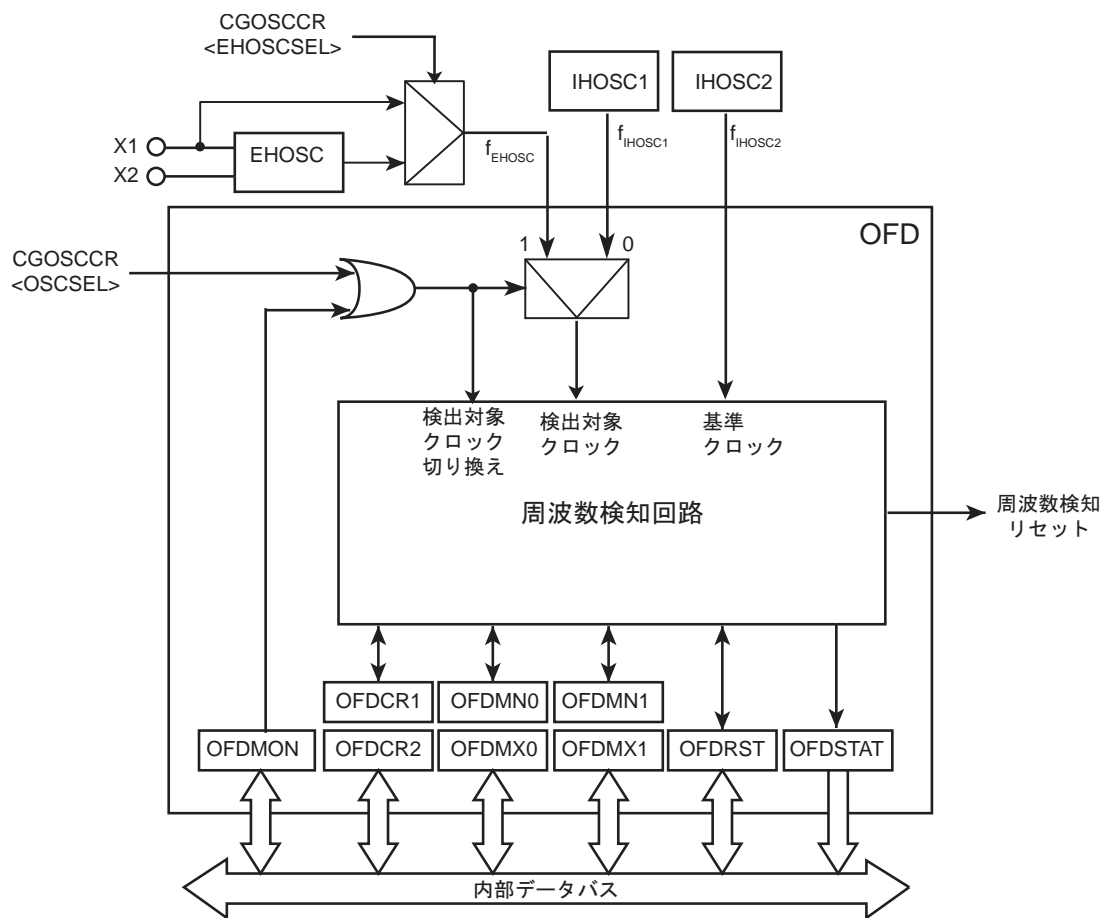 CGOSCCR
<EHOSCSEL>
IHOSC1
IHOSC2
X1
X2
EHOSC
fEHOSC
fIHOSC1
fIHOSC2
OFD
1
0
CGOSCCR
<OSCSEL>
検出対象
クロック
切り換え
検出対象
クロック
基準
クロック
周波数検知回路
周波数検知
リセット
OFDCR1
OFDMN0
OFDMN1
OFDMON
OFDCR2
OFDMX0
OFDMX1
OFDRST
OFDSTAT
内部データバス